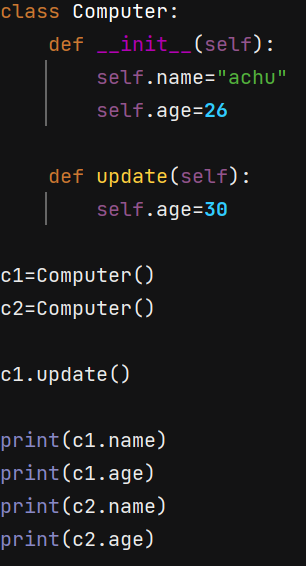 class Computer:
    def __init__(self):
        self.name="achu"
        self.age=26

    def update(self):
        self.age=30

c1=Computer()
c2=Computer()

c1.update()

print(c1.name)
print(c1.age)
print(c2.name)
print(c2.age)